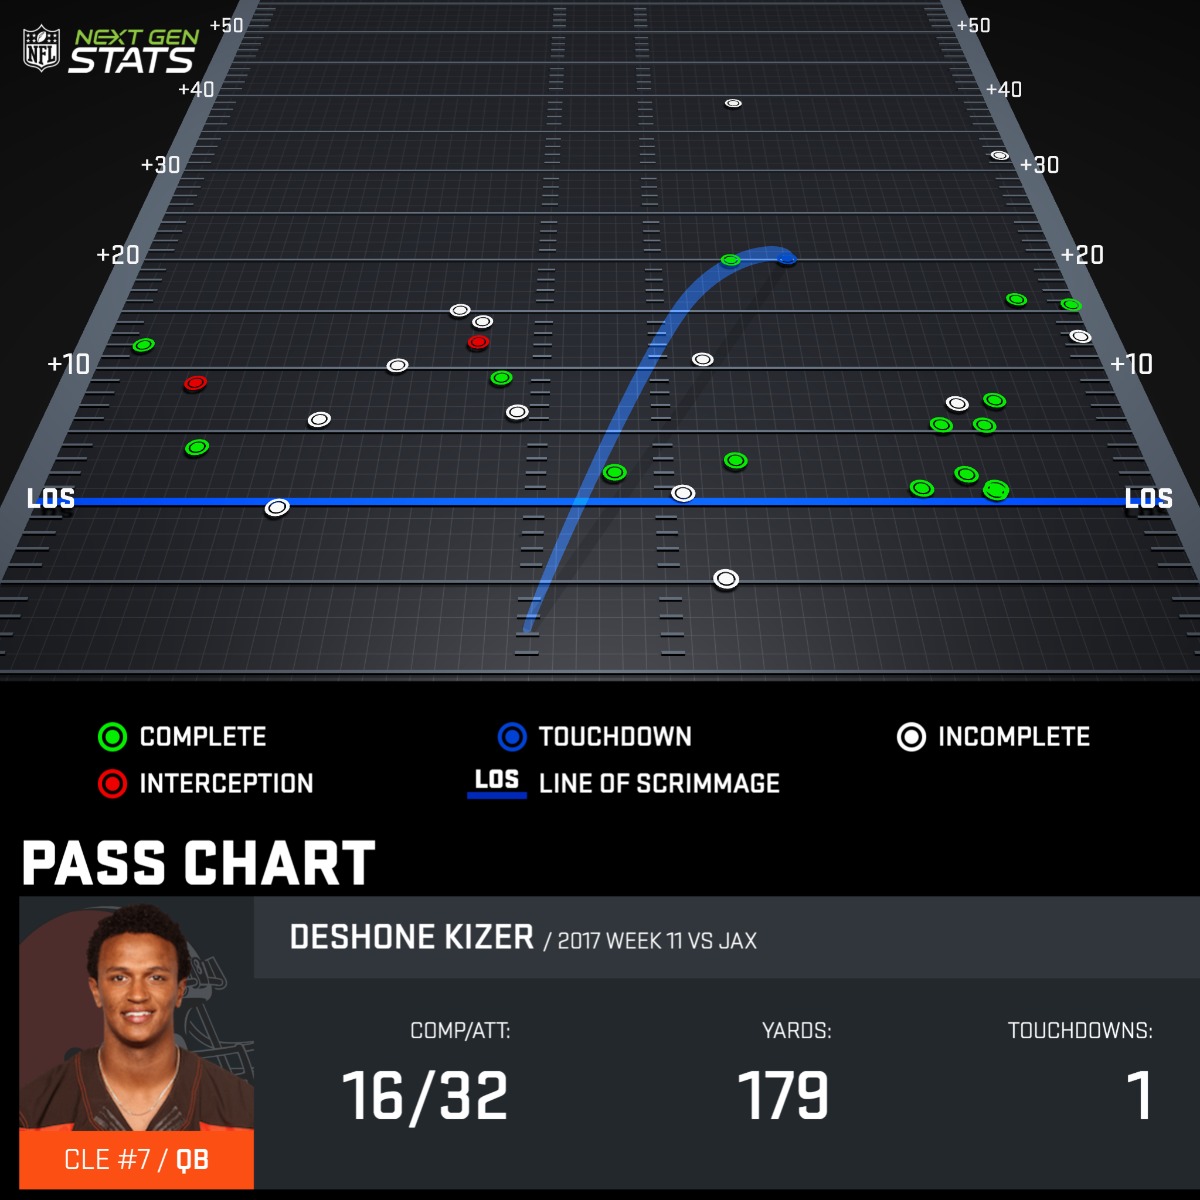 +50 +50
NFL NEXT GEN STATS
+40 +40
+30 +30
+20 +20
+10 +10
LOS LOS
COMPLETE TOUCHDOWN INCOMPLETE
INTERCEPTION LOS LINE OF SCRIMMAGE
PASS CHART
DESHONE KIZER / 2017 WEEK 11 VS JAX
COMP/ATT: YARDS: TOUCHDOWNS:
16/32 179 1
CLE #7 / QB